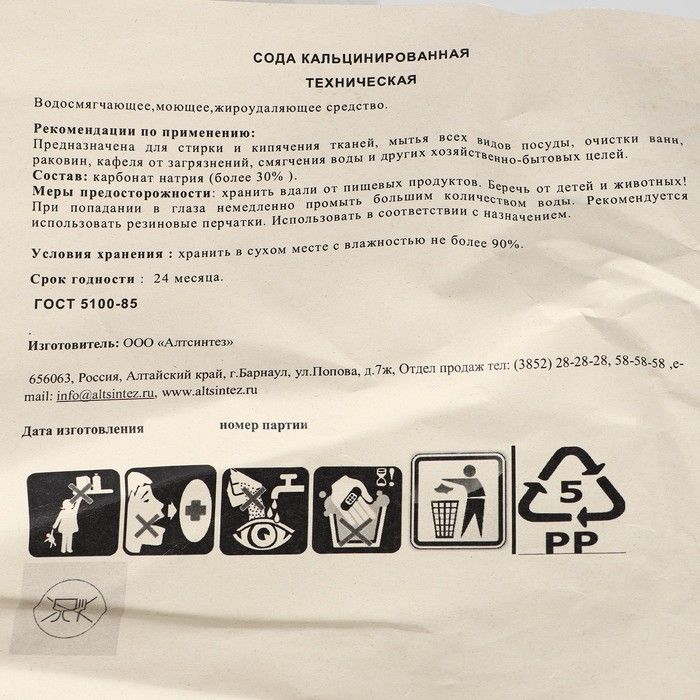 СОДА КАЛЬЦИНИРОВАННАЯ
ТЕХНИЧЕСКАЯ
Водосмягчающее,моющее,жироудаляющее средство.
Рекомендации по применению:
Предназначена для стирки и кипячения тканей, мытья всех видов посуды, очистки ванн,
раковин, кафеля от загрязнений, смягчения воды и других хозяйственно-бытовых целей.
Состав: карбонат натрия (более 30% ).
Меры предосторожности: хранить вдали от пищевых продуктов. Беречь от детей и животных!
При попадании в глаза немедленно промыть большим количеством воды. Рекомендуется
использовать резиновые перчатки. Использовать в соответствии с назначением.
Условия хранения : хранить в сухом месте с влажностью не более 90%.
Срок годности : 24 месяца.
ГОСТ 5100-85
Изготовитель: ООО «Алтсинтез»
656063, Россия, Алтайский край, г.Барнаул, ул.Попова, д.7ж, Отдел продаж тел: (3852) 28-28-28, 58-58-58 ,e-
mail: info@altsintez.ru, www.altsintez.ru
Дата изготовления номер партии
5
PP